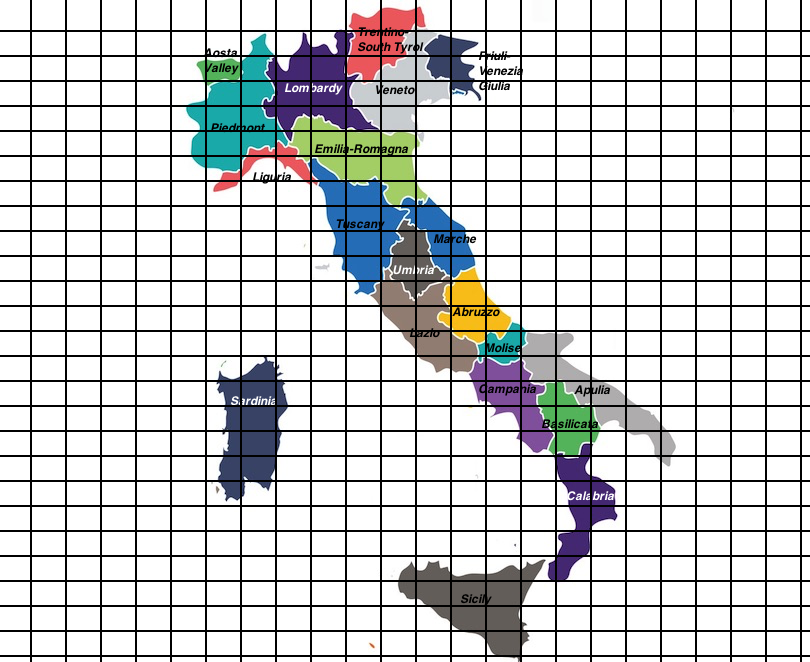 Trentino-
South Tyrol
Aosta
Valley
Friuli-
Venezia
Giulia
Lombardy
Veneto
Piedmont
Emilia-Romagna
Liguria
Tuscany
Marche
Umbria
Abruzzo
Lazio
Molise
Campania
Apulia
Sardinia
Basilicata
Calabria
Sicily